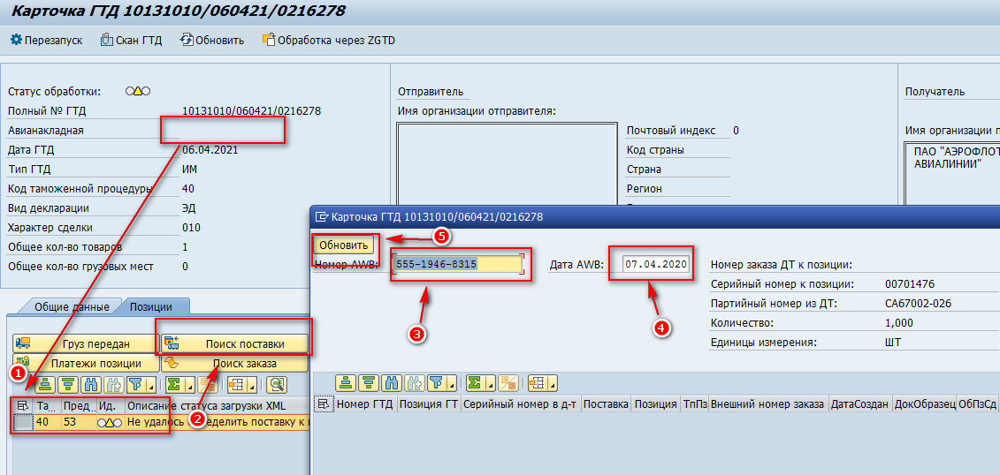 Карточка ГТД 10131010/060421/0216278
Перезапуск Скан ГТД Обновить Обработка через ZGTD
Статус обработки:
Полный № ГТД 10131010/060421/0216278
Авианакладная
Дата ГТД 06.04.2021
Тип ГТД ИМ
Код таможенной процедуры 40
Вид декларации ЭД
Характер сделки 010
Общее кол-во товаров 1
Общее кол-во грузовых мест 0
Отправитель
Имя организации отправителя:
Почтовый индекс 0
Код страны
Страна
Регион
Получатель
Имя организации п
ПАО "АЭРОФЛОТ
АВИАЛИНИИ"
Общие данные Позиции
Груз передан Поиск поставки
Платежи позиции Поиск заказа
1
2
Та... Пред... Ид. Описание статуса загрузки XML
40 53 Не удалось еделить поставку к
Карточка ГТД 10131010/060421/0216278
Обновить 5
Номер AWB: 555-1946-8315 Дата AWB: 07.04.2020
3
4
Номер заказа ДТ к позиции:
Серийный номер к позиции: 00701476
Партийный номер из ДТ: CA67002-026
Количество: 1,000
Единицы измерения: ШТ
Номер ГТД Позиция ГТ Серийный номер в д-т Поставка Позиция ТпПз Внешний номер заказа ДатаСоздан ДокОбразец ОбПзСд